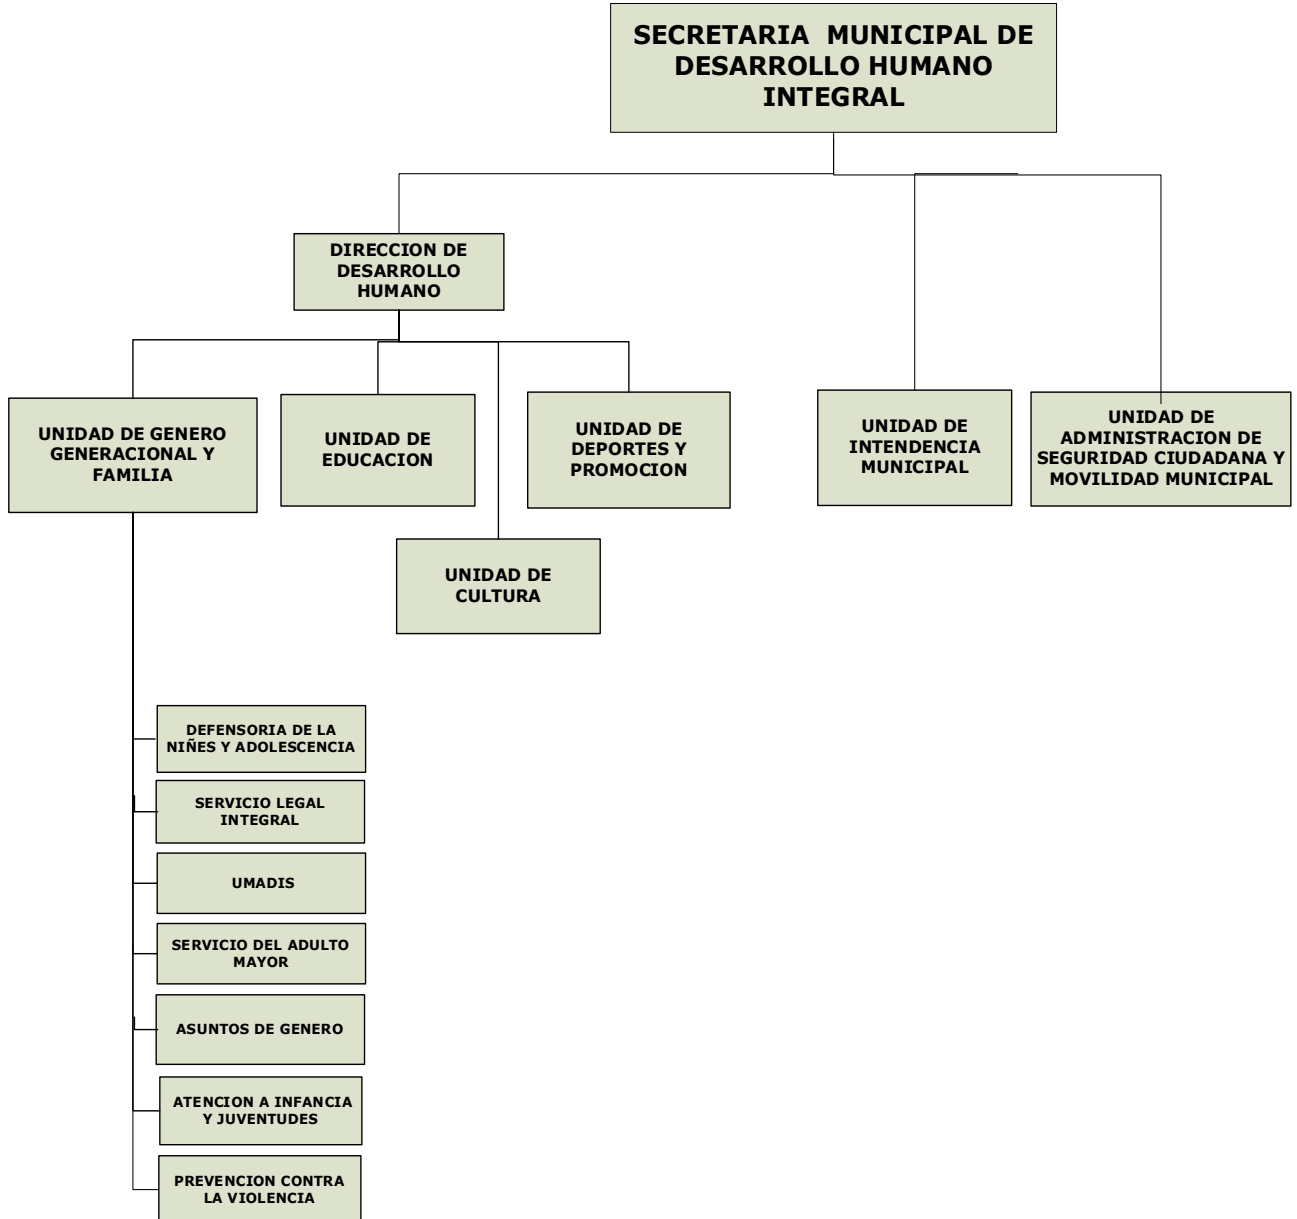 SECRETARIA MUNICIPAL DE
DESARROLLO HUMANO
INTEGRAL
DIRECCION DE
DESARROLLO
HUMANO
UNIDAD DE GENERO
GENERACIONAL Y
FAMILIA
UNIDAD DE
EDUCACION
UNIDAD DE
DEPORTES Y
PROMOCION
UNIDAD DE
INTENDENCIA
MUNICIPAL
UNIDAD DE
ADMINISTRACION DE
SEGURIDAD CIUDADANA Y
MOVILIDAD MUNICIPAL
UNIDAD DE
CULTURA
DEFENSORIA DE LA
NIÑES Y ADOLESCENCIA
SERVICIO LEGAL
INTEGRAL
UMADIS
SERVICIO DEL ADULTO
MAYOR
ASUNTOS DE GENERO
ATENCION A INFANCIA
Y JUVENTUDES
PREVENCION CONTRA
LA VIOLENCIA